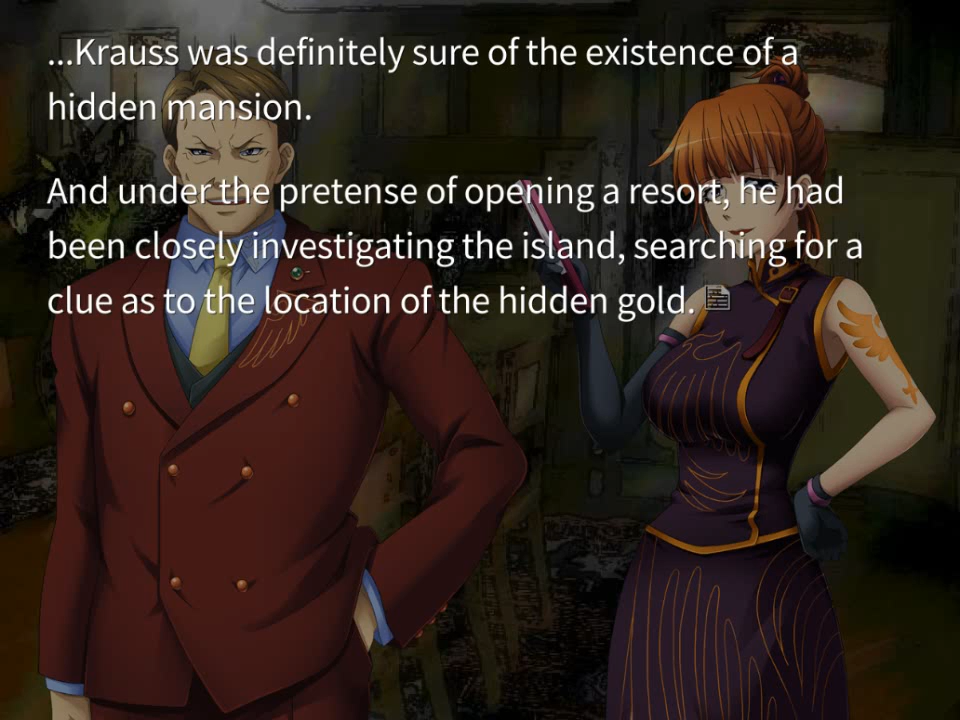 ...Krauss was definitely sure of the existence of a
hidden mansion.
And under the pretense of opening a resort, he had
been closely investigating the island, searching for a
clue as to the location of the hidden gold.